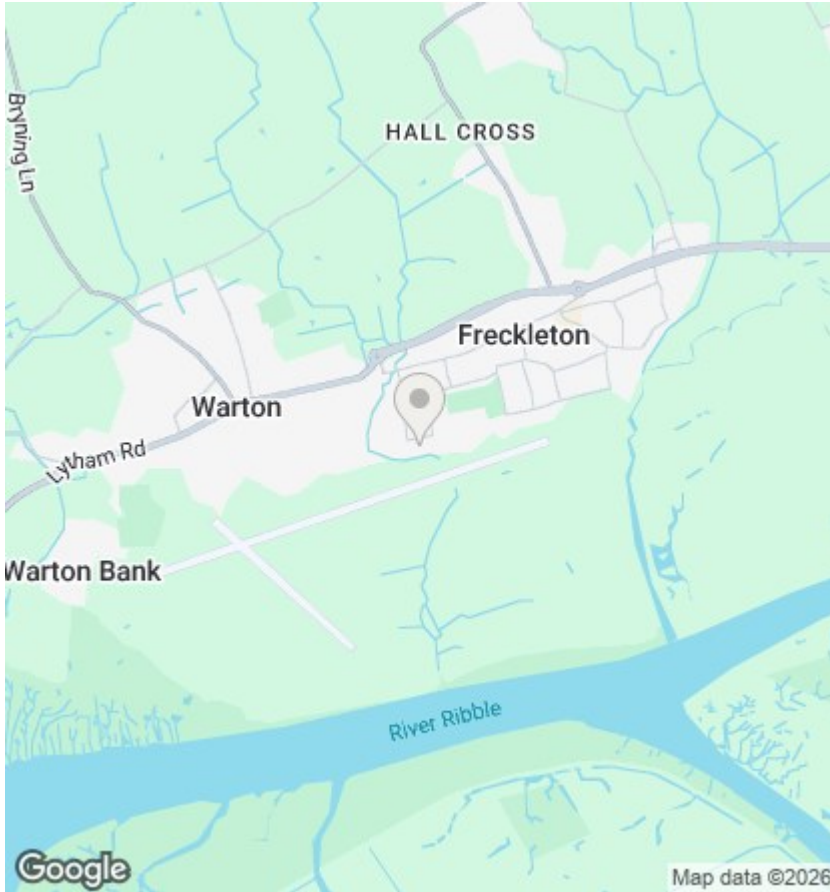 Bryning Ln
HALL CROSS
Freckleton
Warton
Lytham Rd
Warton Bank
River Ribble
Google
Map data ©2026